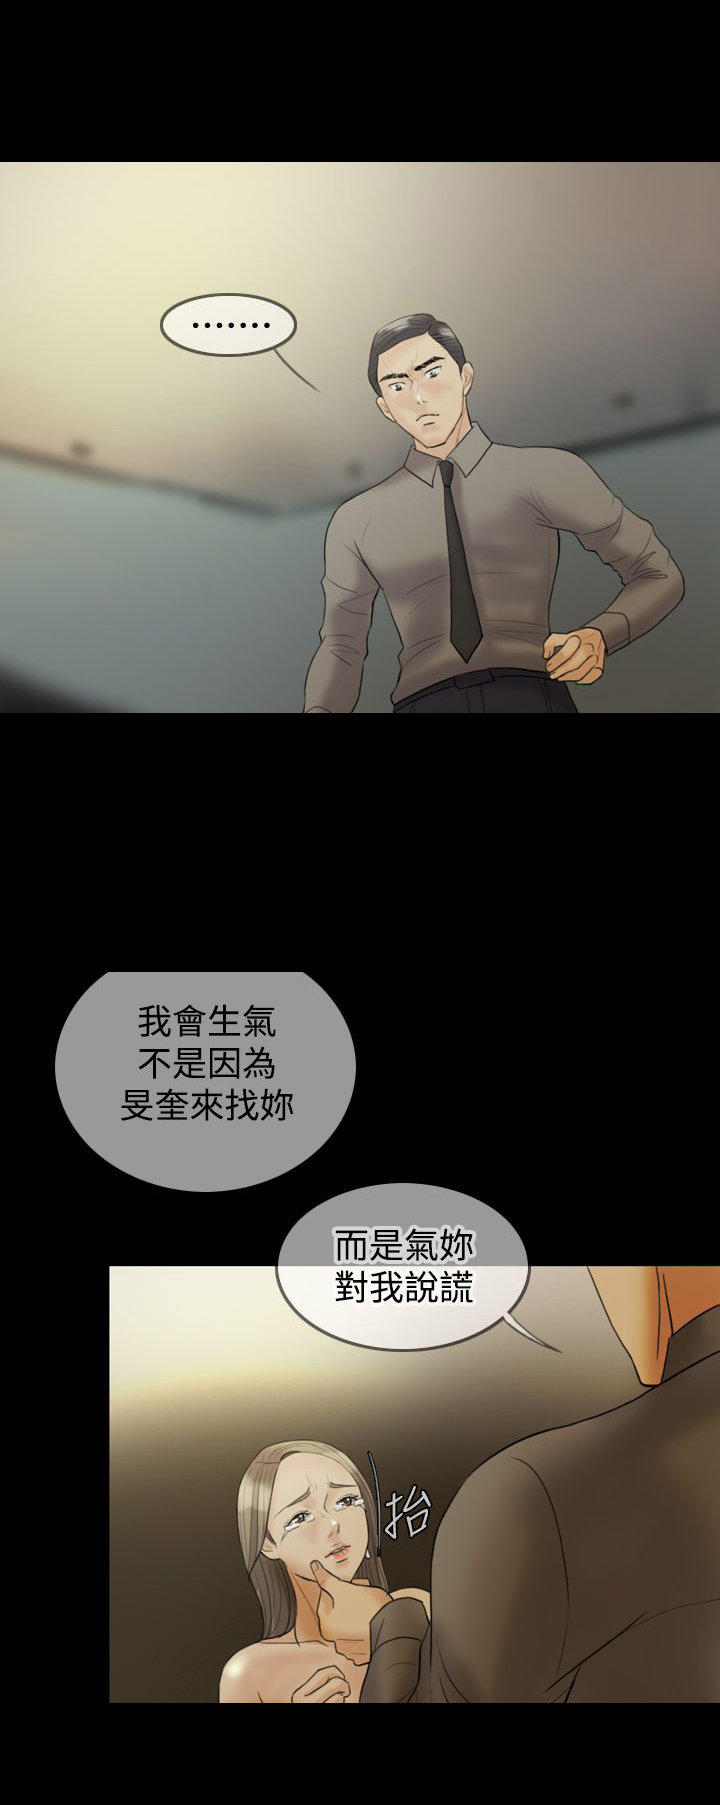 .......
我會生氣
不是因為
旻奎來找妳
而是氣妳
對我說謊
抬